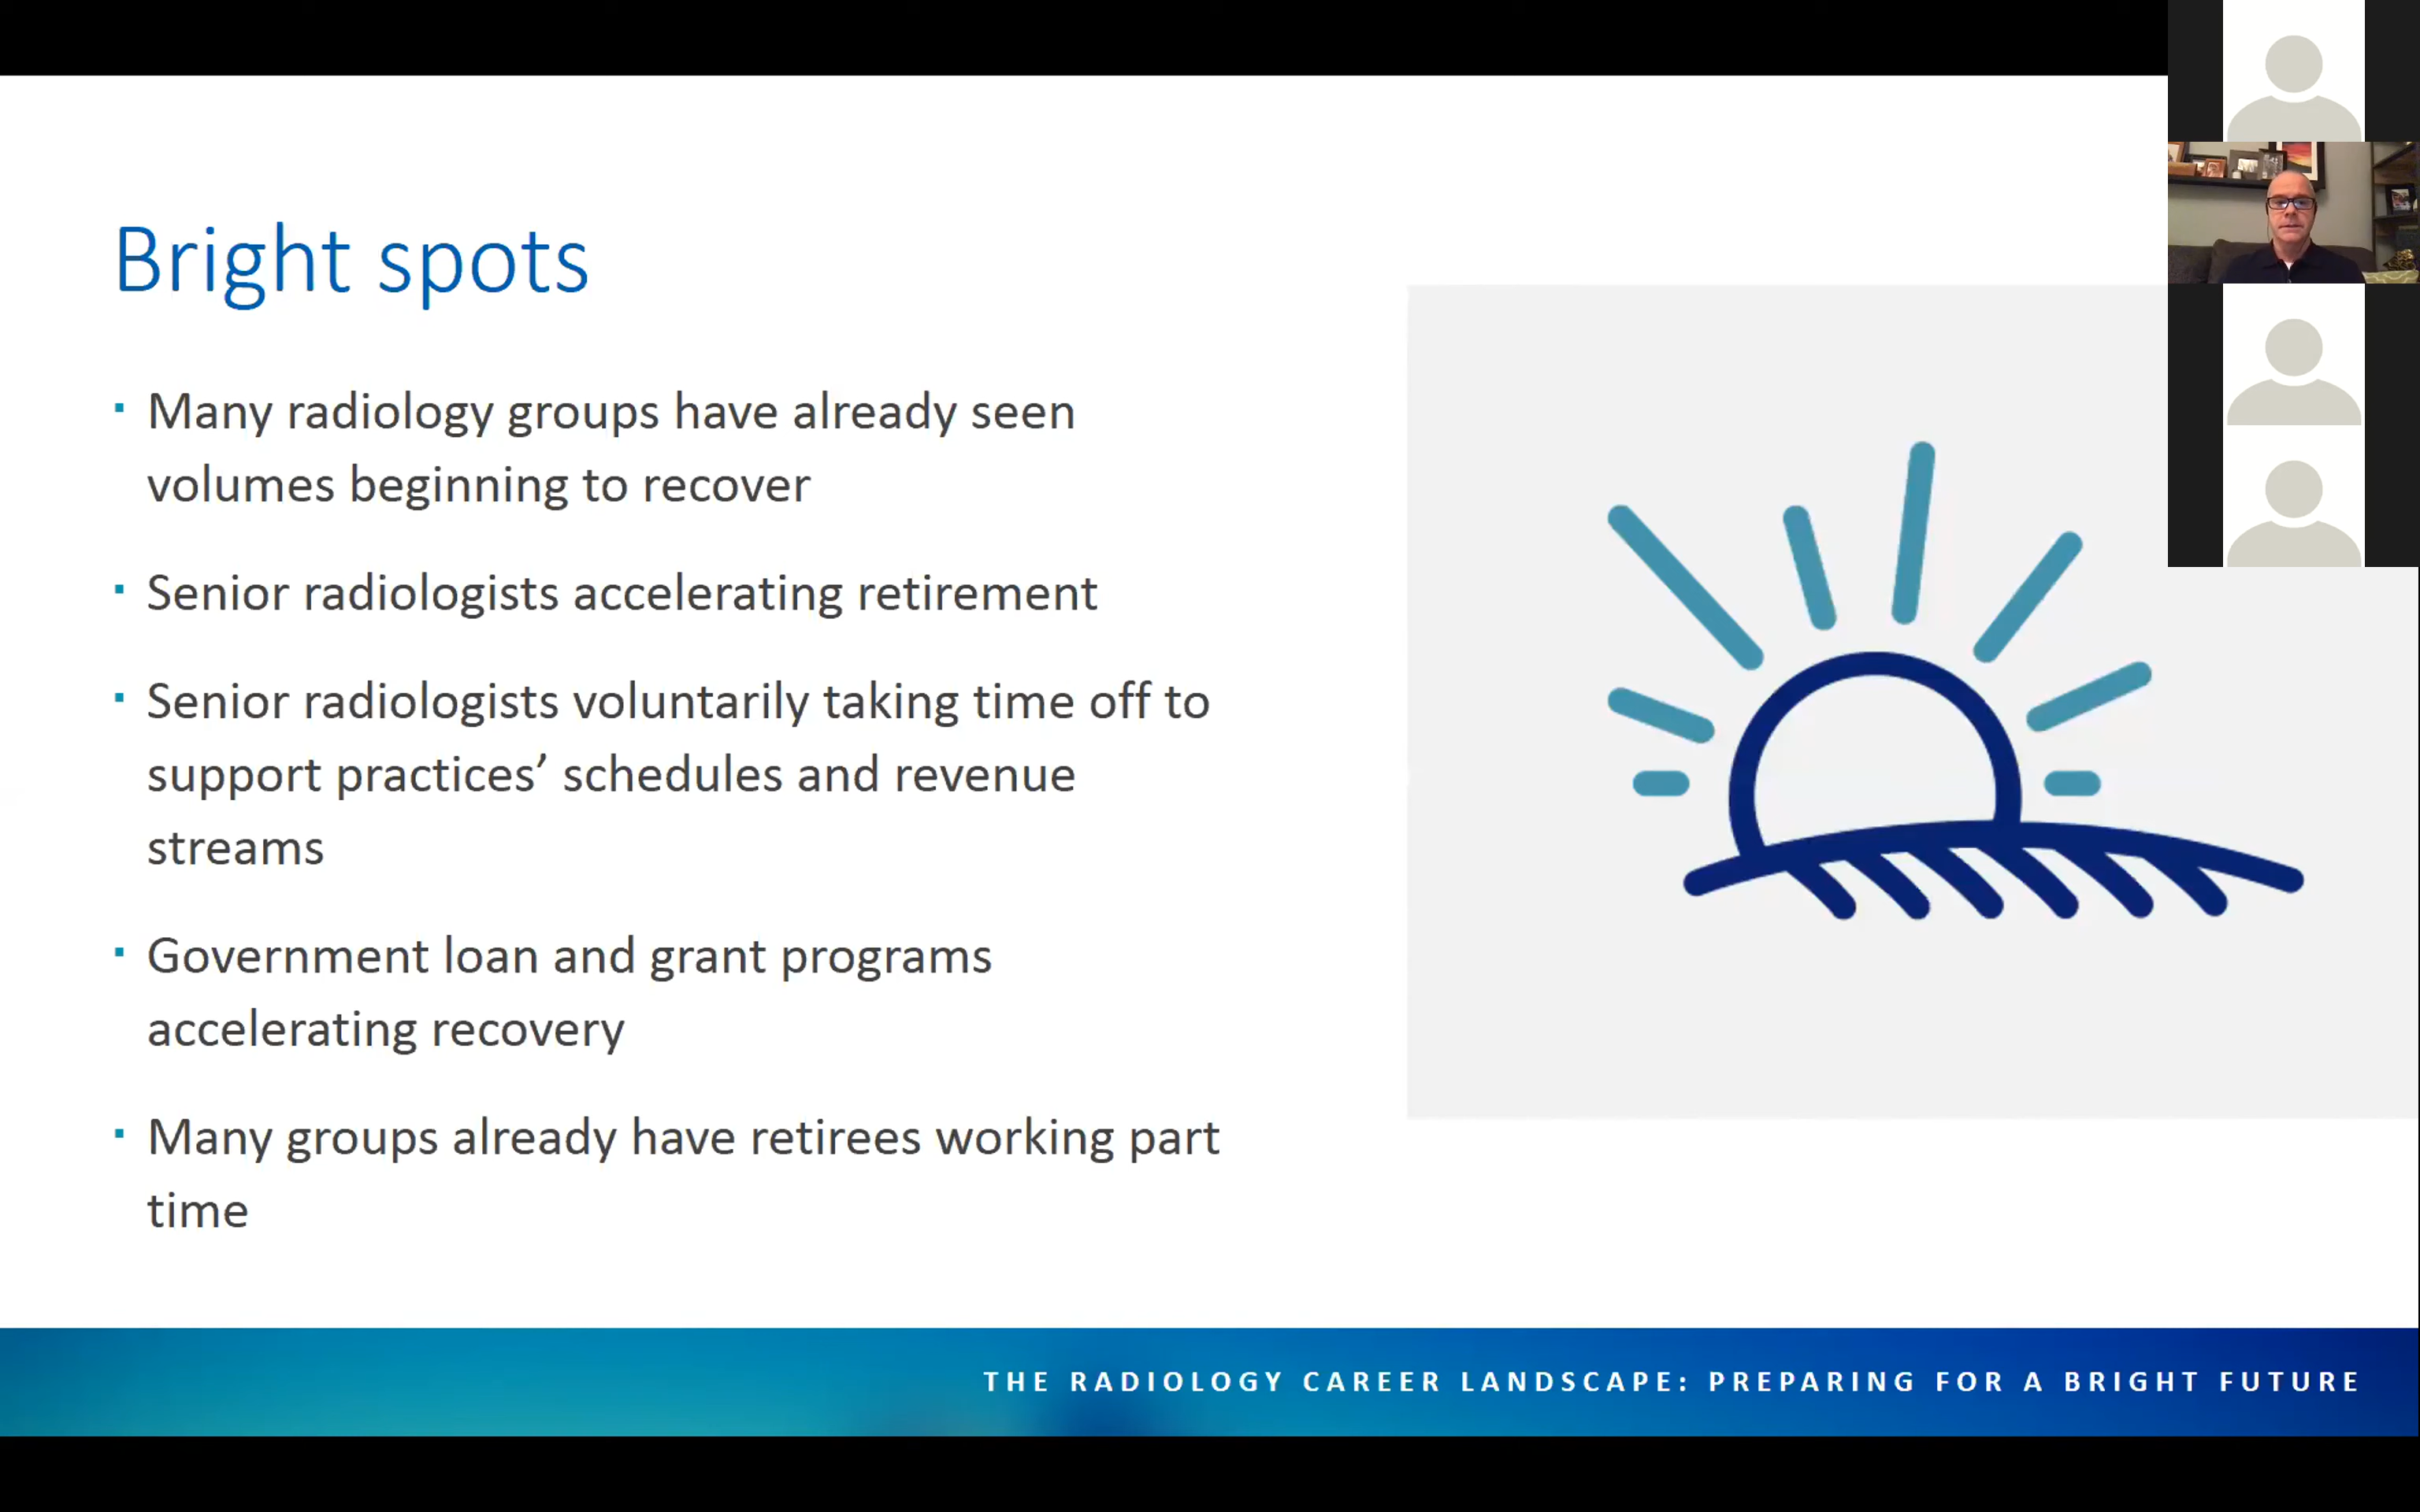 Bright spots
▪ Many radiology groups have already seen
volumes beginning to recover
▪ Senior radiologists accelerating retirement
▪ Senior radiologists voluntarily taking time off to
support practices’ schedules and revenue
streams
▪ Government loan and grant programs
accelerating recovery
▪ Many groups already have retirees working part
time
THE RADIOLOGY CAREER LANDSCAPE: PREPARING FOR A BRIGHT FUTURE